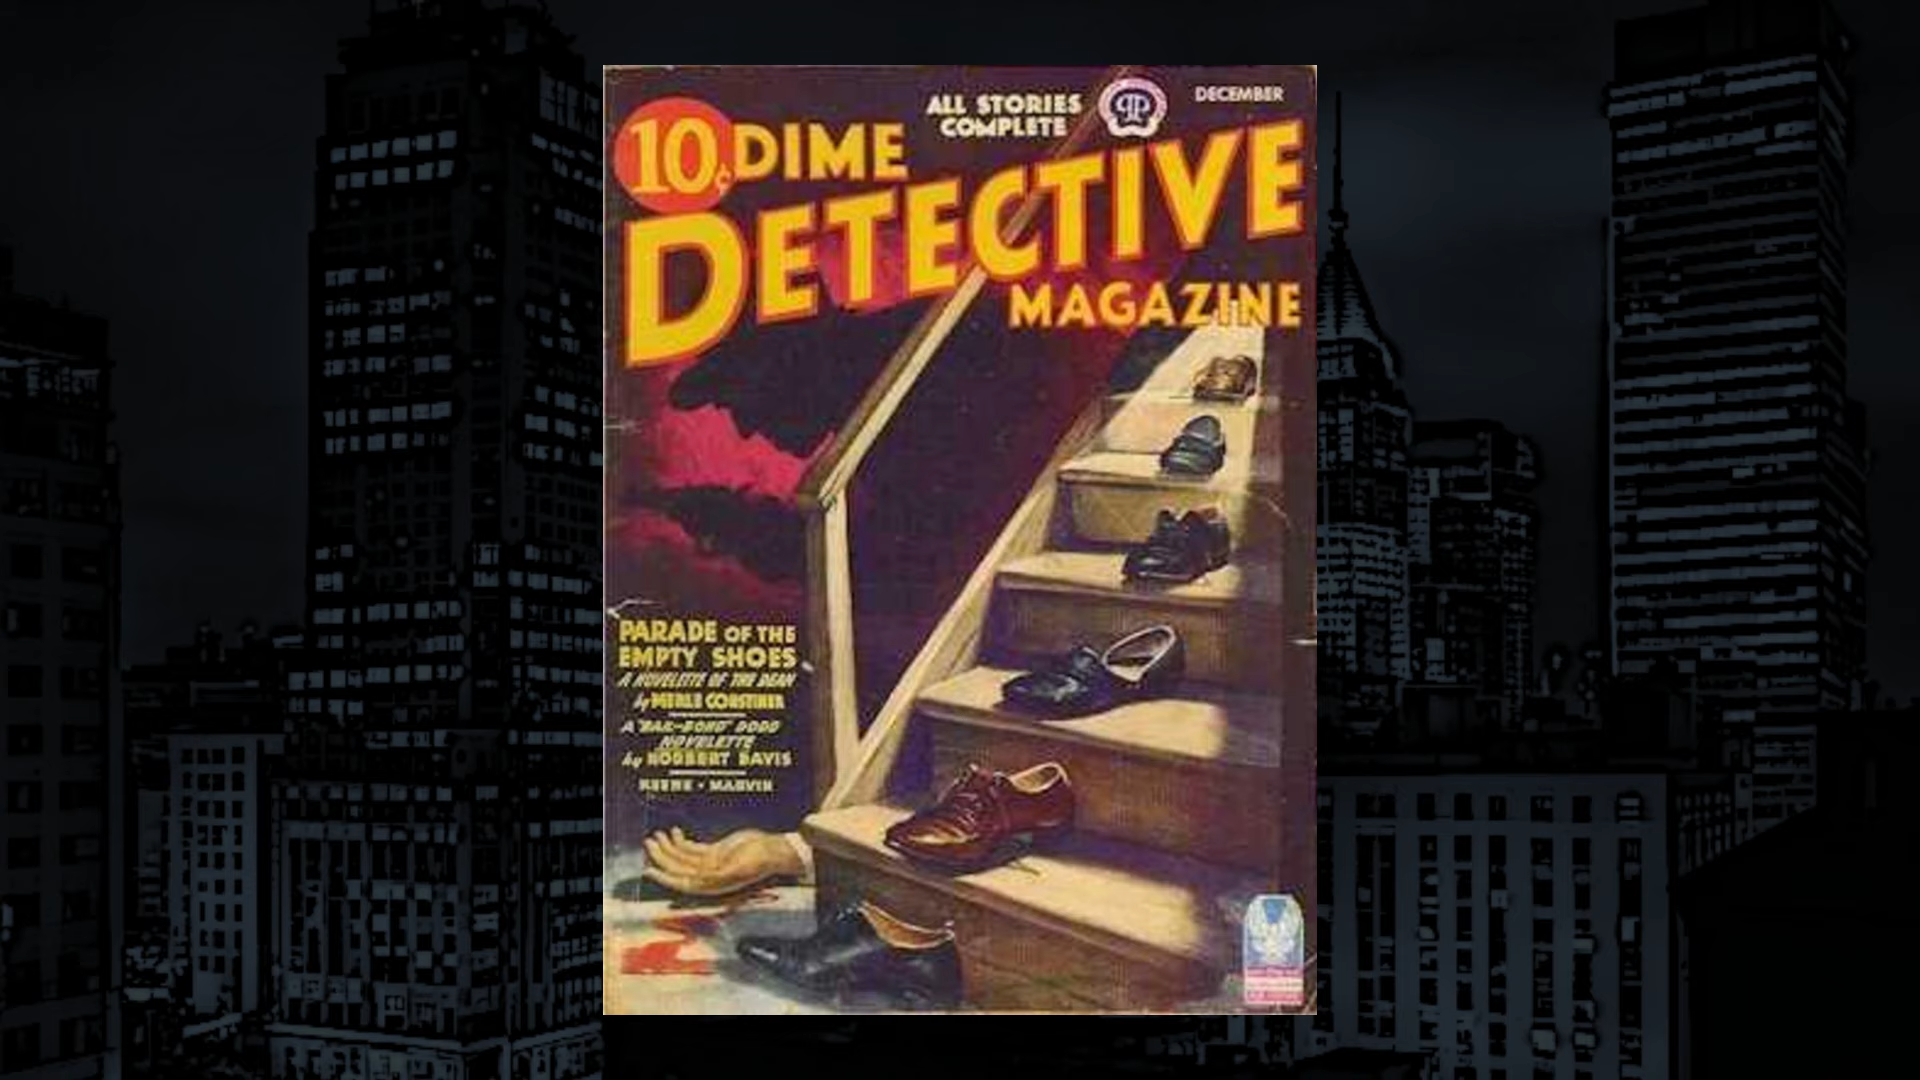 ALL STORIES
COMPLETE
DECEMBER
10¢ DIME
DETECTIVE
MAGAZINE
PARADE OF THE
EMPTY SHOES
A NOVELETTE OF THE DEAN
by MERLE CONSTINER
A "BAIL-BOND" DODD
NOVELETTE
by NORBERT DAVIS
KEENE • MARVIN